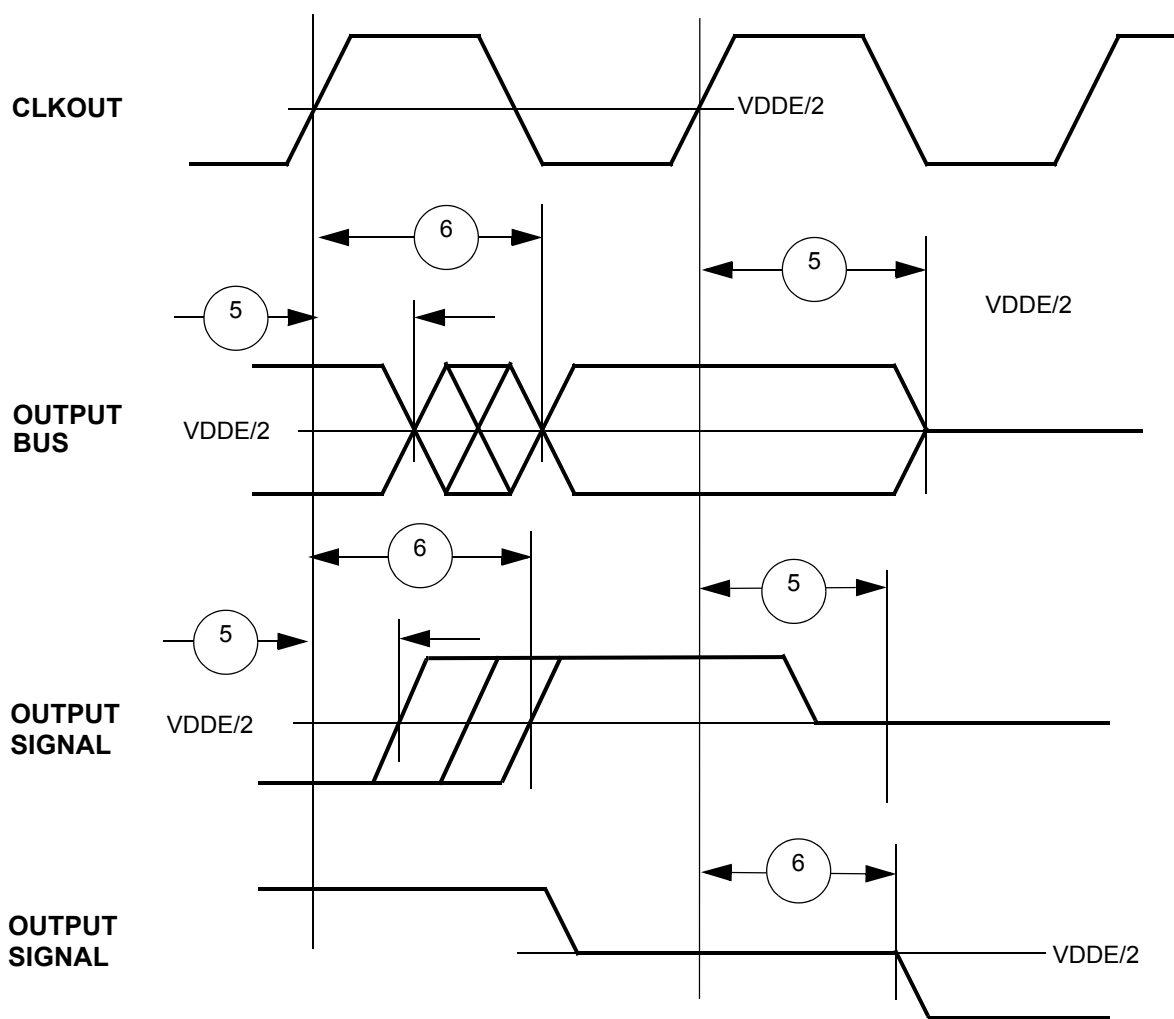 CLKOUT
VDDE/2
6
5
5
VDDE/2
OUTPUT
BUS
VDDE/2
6
5
5
OUTPUT
SIGNAL
VDDE/2
6
OUTPUT
SIGNAL
VDDE/2